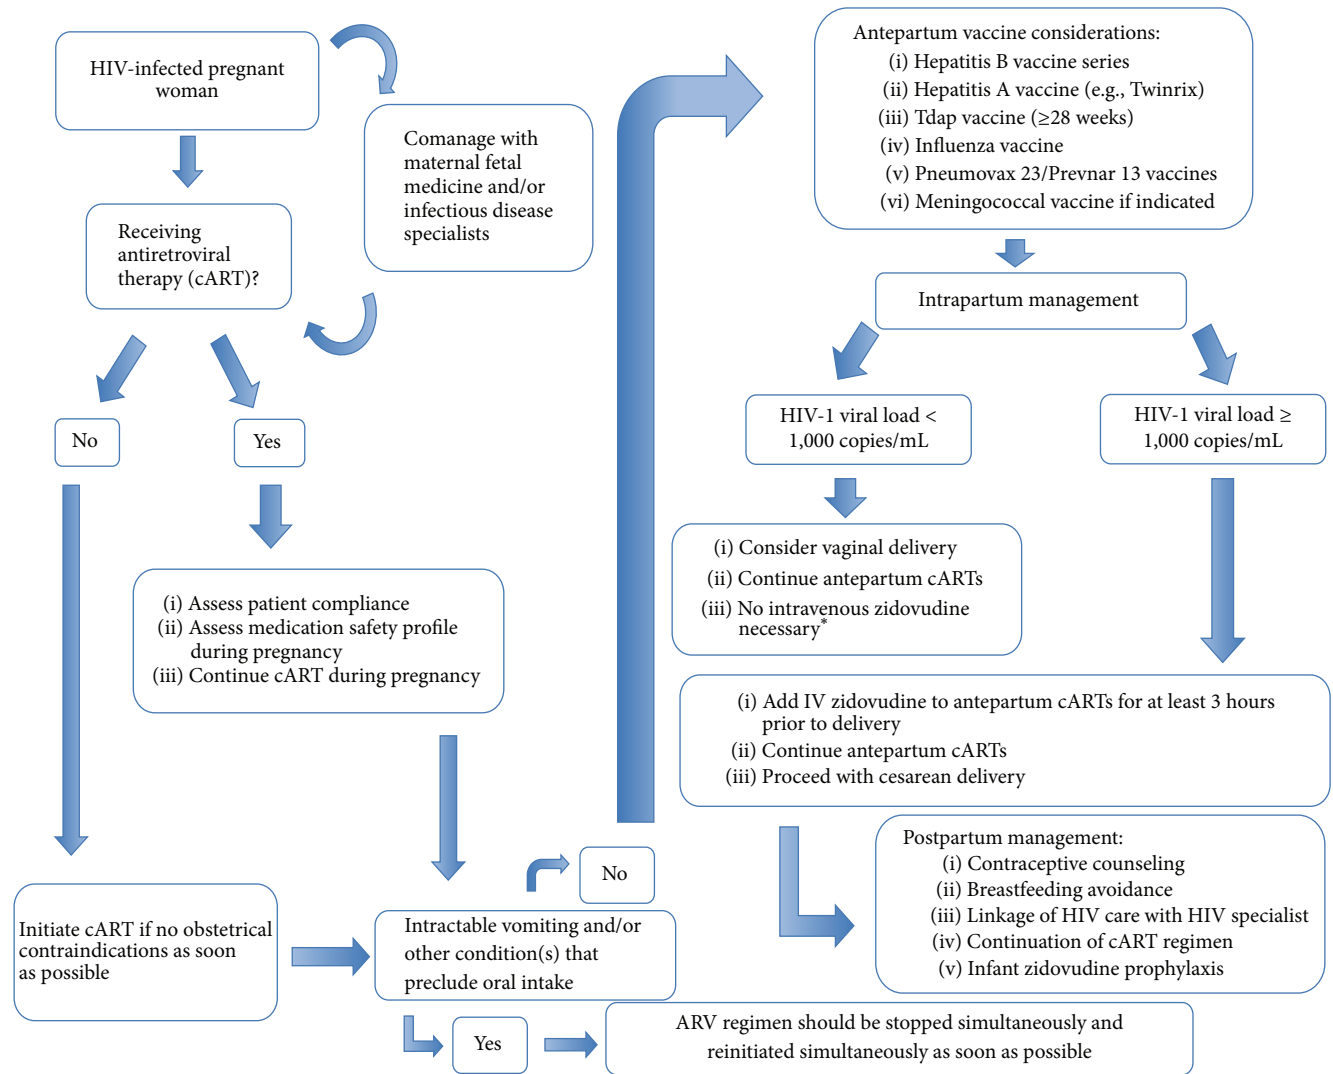 HIV-infected pregnant
woman
Comanage with
maternal fetal
medicine and/or
infectious disease
specialists
Receiving
antiretroviral
therapy (cART)?
No
Yes
(i) Assess patient compliance
(ii) Assess medication safety profile
during pregnancy
(iii) Continue cART during pregnancy
Initiate cART if no obstetrical
contraindications as soon
as possible
Intractable vomiting and/or
other condition(s) that
preclude oral intake
No
Yes
ARV regimen should be stopped simultaneously and
reinitiated simultaneously as soon as possible
Antepartum vaccine considerations:
(i) Hepatitis B vaccine series
(ii) Hepatitis A vaccine (e.g., Twinrix)
(iii) Tdap vaccine (≥28 weeks)
(iv) Influenza vaccine
(v) Pneumovax 23/Prevnar 13 vaccines
(vi) Meningococcal vaccine if indicated
Intrapartum management
HIV-1 viral load <
1,000 copies/mL
HIV-1 viral load ≥
1,000 copies/mL
(i) Consider vaginal delivery
(ii) Continue antepartum cARTs
(iii) No intravenous zidovudine
necessary*
(i) Add IV zidovudine to antepartum cARTs for at least 3 hours
prior to delivery
(ii) Continue antepartum cARTs
(iii) Proceed with cesarean delivery
Postpartum management:
(i) Contraceptive counseling
(ii) Breastfeeding avoidance
(iii) Linkage of HIV care with HIV specialist
(iv) Continuation of cART regimen
(v) Infant zidovudine prophylaxis